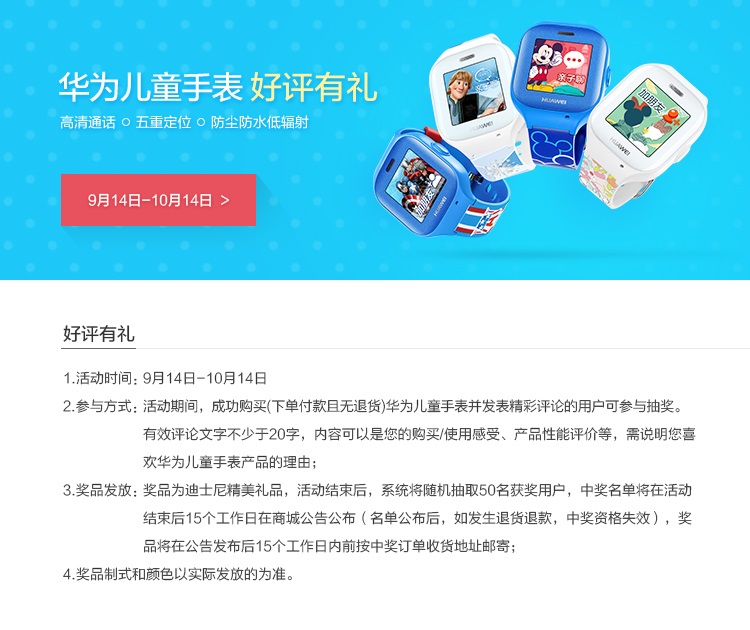 华为儿童手表 好评有礼
高清通话 ○ 五重定位 ○ 防尘防水低辐射
9月14日-10月14日 >
HUAWEI
亲子聊
HUAWEI
加朋友
HUAWEI
加朋友
HUAWEI
好评有礼
1.活动时间：9月14日-10月14日
2.参与方式：活动期间，成功购买(下单付款且无退货)华为儿童手表并发表精彩评论的用户可参与抽奖。
有效评论文字不少于20字，内容可以是您的购买/使用感受、产品性能评价等，需说明您喜
欢华为儿童手表产品的理由；
3.奖品发放：奖品为迪士尼精美礼品，活动结束后，系统将随机抽取50名获奖用户，中奖名单将在活动
结束后15个工作日在商城公告公布（名单公布后，如发生退货退款，中奖资格失效），奖
品将在公告发布后15个工作日内前按中奖订单收货地址邮寄；
4.奖品制式和颜色以实际发放的为准。